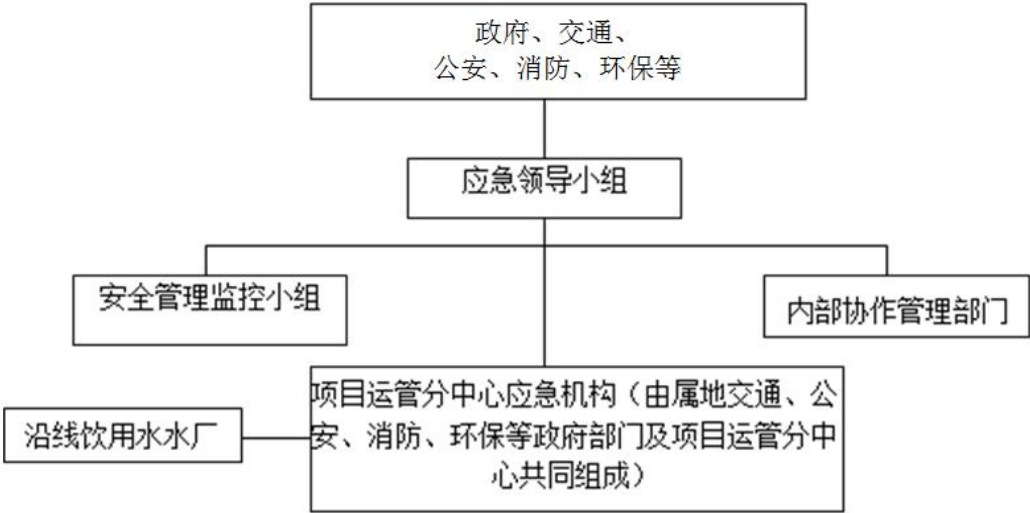 政府、交通、
公安、消防、环保等
应急领导小组
安全管理监控小组
内部协作管理部门
项目运管分中心应急机构（由属地交通、公
安、消防、环保等政府部门及项目运管分中
心共同组成）
沿线饮用水水厂